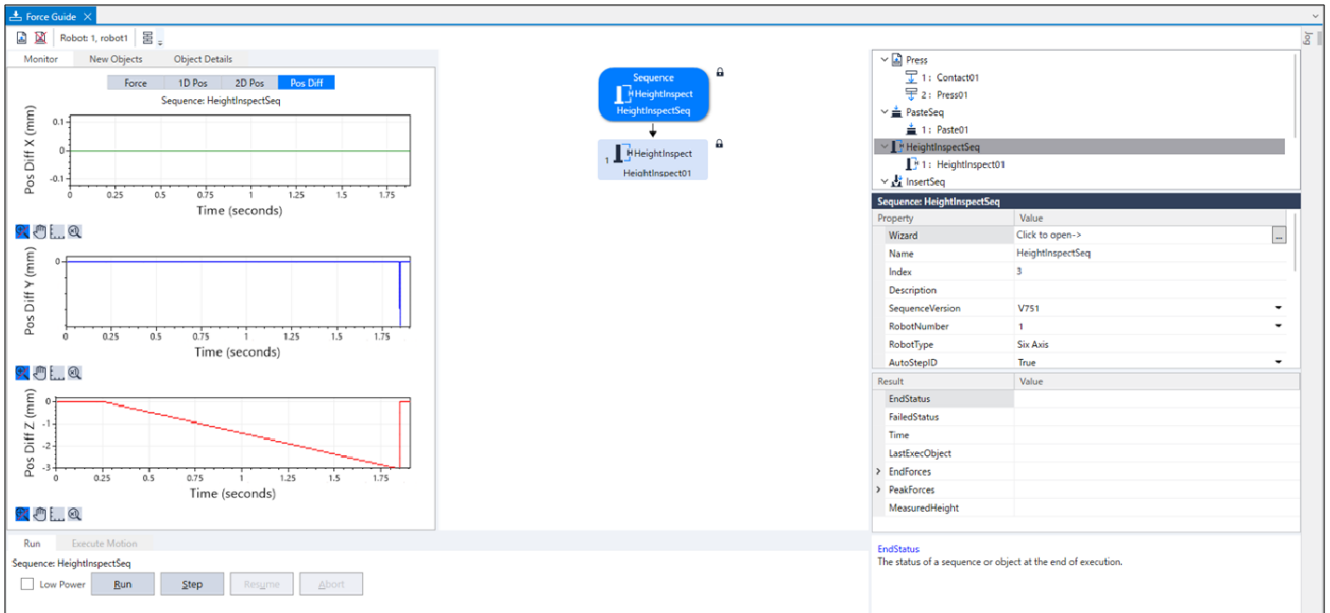 Force Guide
Robot: 1, robot1
Jog
Monitor New Objects Object Details
Force 1D Pos 2D Pos Pos Diff
Sequence: HeightInspectSeq
Pos Diff X (mm)
0.1
0
-0.1
0 0.25 0.5 0.75 1 1.25 1.5 1.75
Time (seconds)
Pos Diff Y (mm)
0
0 0.25 0.5 0.75 1 1.25 1.5 1.75
Time (seconds)
Pos Diff Z (mm)
0
-1
-2
-3
0 0.25 0.5 0.75 1 1.25 1.5 1.75
Time (seconds)
Run Execute Motion
Sequence: HeightInspectSeq
Low Power Run Step Resume Abort
Sequence
HeightInspect
HeightInspectSeq
1 HeightInspect
HeightInspect01
Press
1: Contact01
2: Press01
PasteSeq
1: Paste01
HeightInspectSeq
1: HeightInspect01
InsertSeq
Sequence: HeightInspectSeq
Property Value
Wizard Click to open-> ...
Name HeightInspectSeq
Index 3
Description
SequenceVersion V751
RobotNumber 1
RobotType Six Axis
AutoStepID True
Result Value
EndStatus
FailedStatus
Time
LastExecObject
EndForces
PeakForces
MeasuredHeight
EndStatus
The status of a sequence or object at the end of execution.